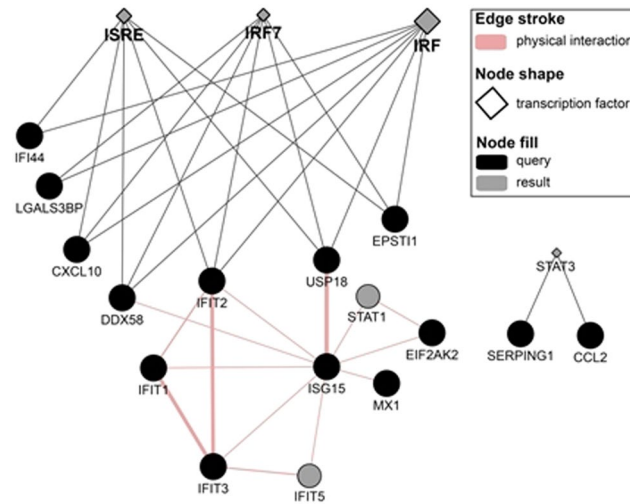 ISRE
IRF7
IRF
Edge stroke
physical interaction
Node shape
transcription factor
Node fill
query
result
IFI44
LGALS3BP
CXCL10
EPSTI1
DDX58
IFIT2
USP18
STAT3
STAT1
EIF2AK2
SERPING1
CCL2
IFIT1
ISG15
MX1
IFIT3
IFIT5